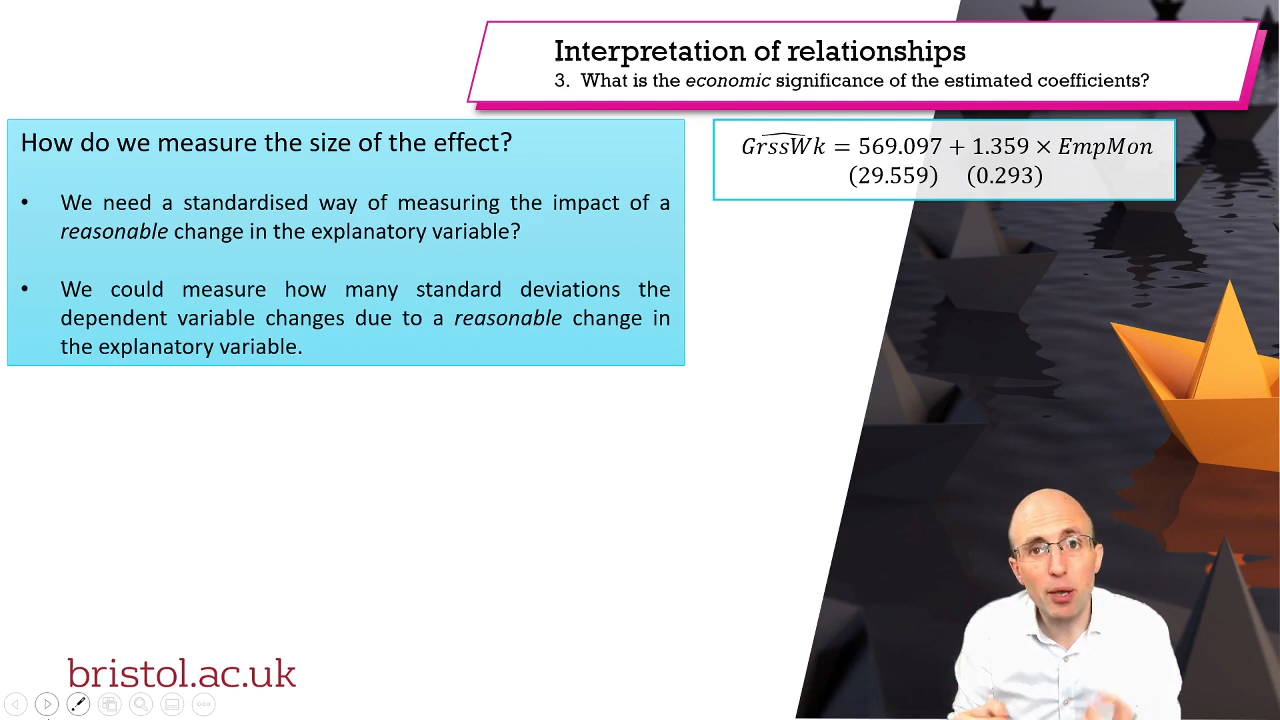 Interpretation of relationships
3. What is the economic significance of the estimated coefficients?
How do we measure the size of the effect?
• We need a standardised way of measuring the impact of a
reasonable change in the explanatory variable?
• We could measure how many standard deviations the
dependent variable changes due to a reasonable change in
the explanatory variable.
\widehat{GrssWk} = 569.097 + 1.359 × EmpMon
(29.559) (0.293)
bristol.ac.uk